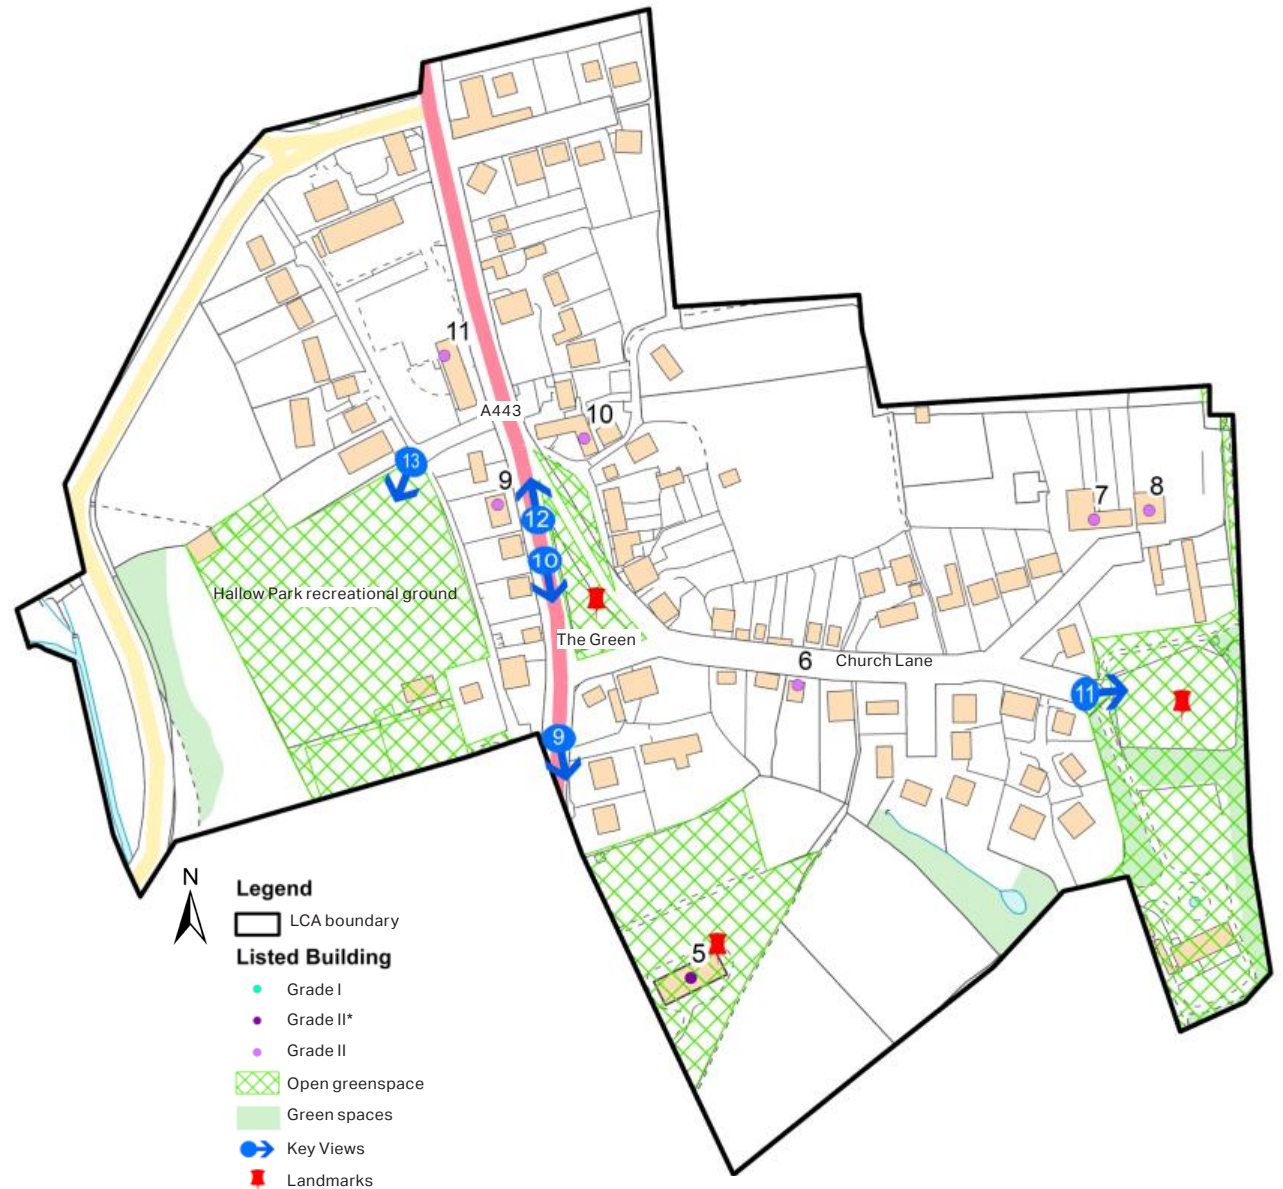 11
A443
10
13
9
12
7
8
10
Hallow Park recreational ground
The Green
6
Church Lane
11
9
5
N
Legend
LCA boundary
Listed Building
Grade I
Grade II*
Grade II
Open greenspace
Green spaces
Key Views
Landmarks